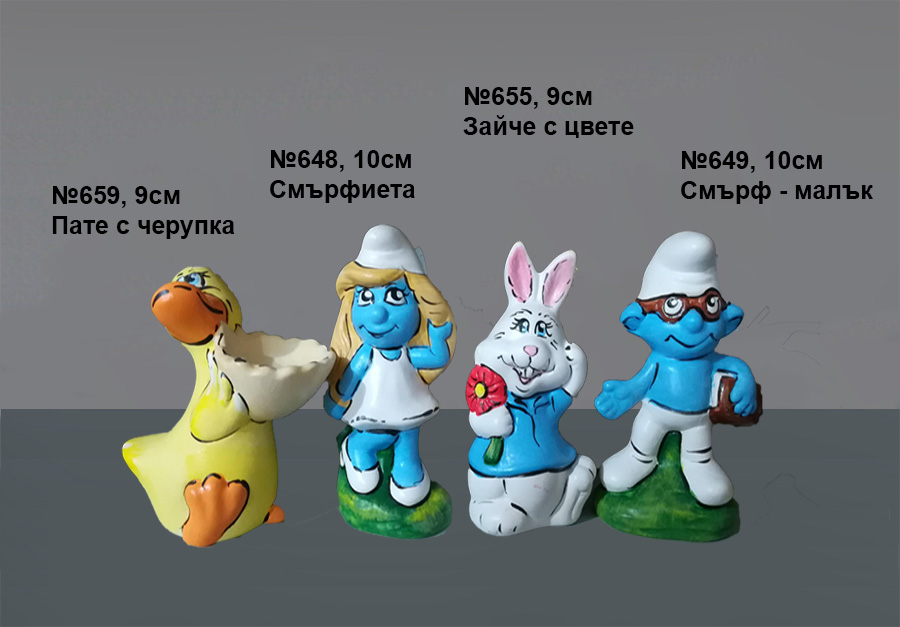 №659, 9см
Пате с черупка
№648, 10см
Смърфиета
№655, 9см
Зайче с цвете
№649, 10см
Смърф - малък